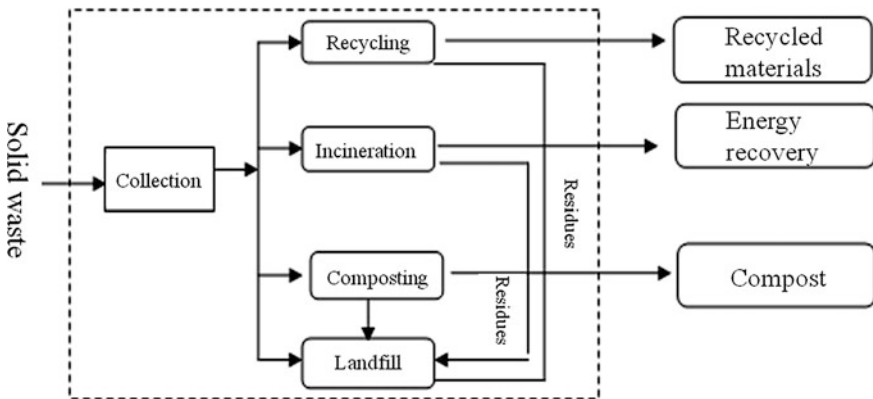 Solid waste
Collection
Recycling
Incineration
Composting
Landfill
Residues
Residues
Recycled
materials
Energy
recovery
Compost